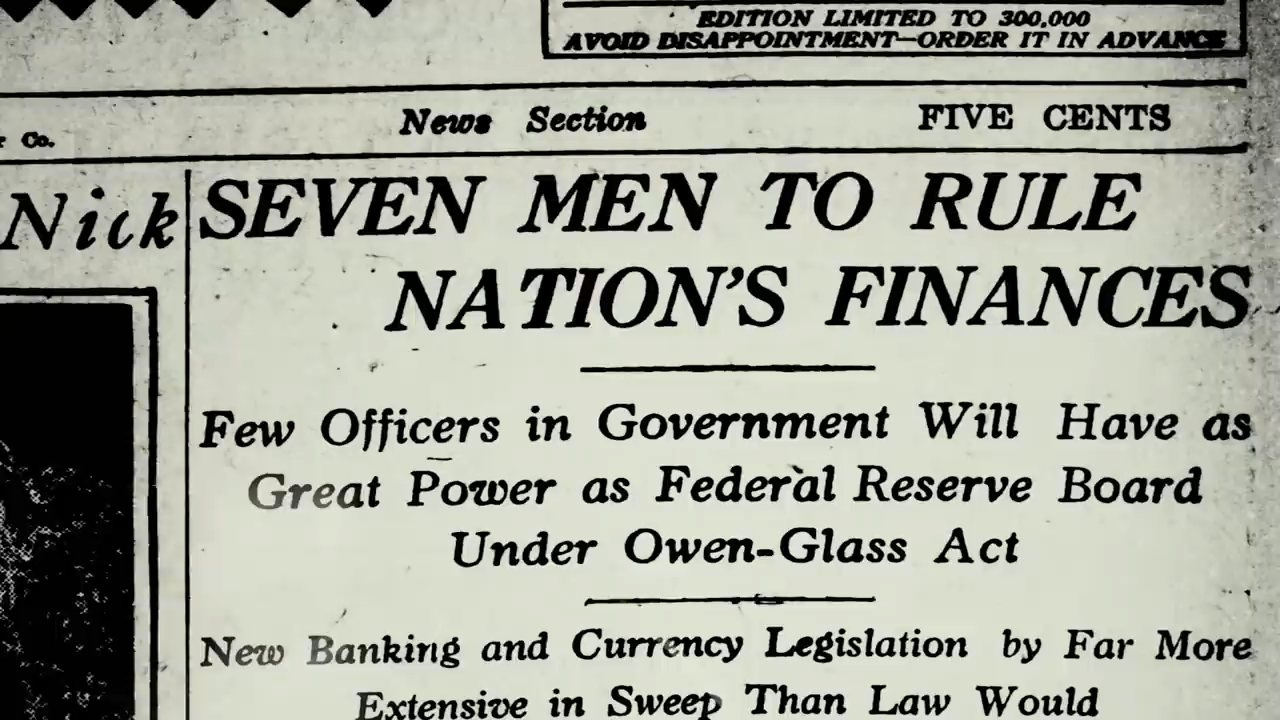 EDITION LIMITED TO 300,000
AVOID DISAPPOINTMENT—ORDER IT IN ADVANCE
Co.
News Section
FIVE CENTS
Nick
SEVEN MEN TO RULE
NATION'S FINANCES
Few Officers in Government Will Have as
Great Power as Federal Reserve Board
Under Owen-Glass Act
New Banking and Currency Legislation by Far More
Extensive in Sweep Than Law Would